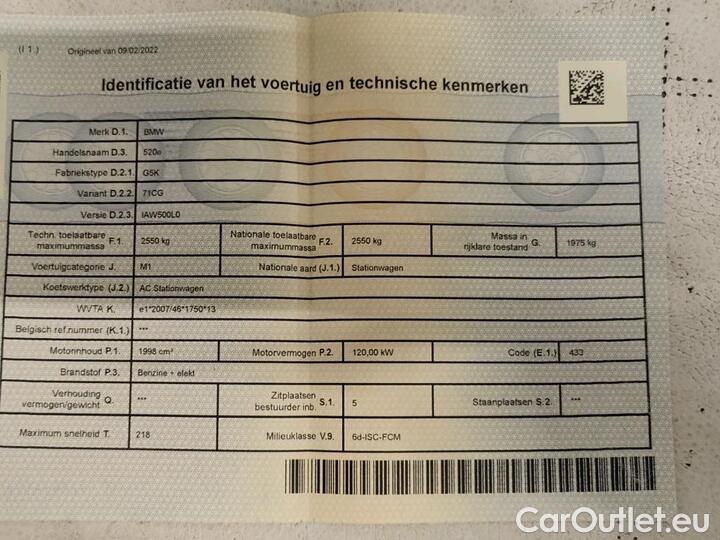 (I 1.) Origineel van 09/02/2022
Identificatie van het voertuig en technische kenmerken
Merk D.1. BMW
Handelsnaam D.3. 520e
Fabriekstype D.2.1. G5K
Variant D.2.2. 71CG
Versie D.2.3. IAW500L0
Techn. toelaatbare maximummassa F.1. 2550 kg Nationale toelaatbare maximummassa F.2. 2550 kg Massa in rijklare toestand G. 1975 kg
Voertuigcategorie J. M1 Nationale aard (J.1.) Stationwagen
Koetswerktype (J.2.) AC Stationwagen
WVTA K. e1*2007/46*1750*13
Belgisch ref.nummer (K.1.) ***
Motorinhoud P.1. 1998 cm³ Motorvermogen P.2. 120,00 kW Code (E.1.) 433
Brandstof P.3. Benzine + elekt
Verhouding vermogen/gewicht Q. *** Zitplaatsen bestuurder inb. S.1. 5 Staanplaatsen S.2. ***
Maximum snelheid T. 218 Milieuklasse V.9. 6d-ISC-FCM
CarOutlet.eu